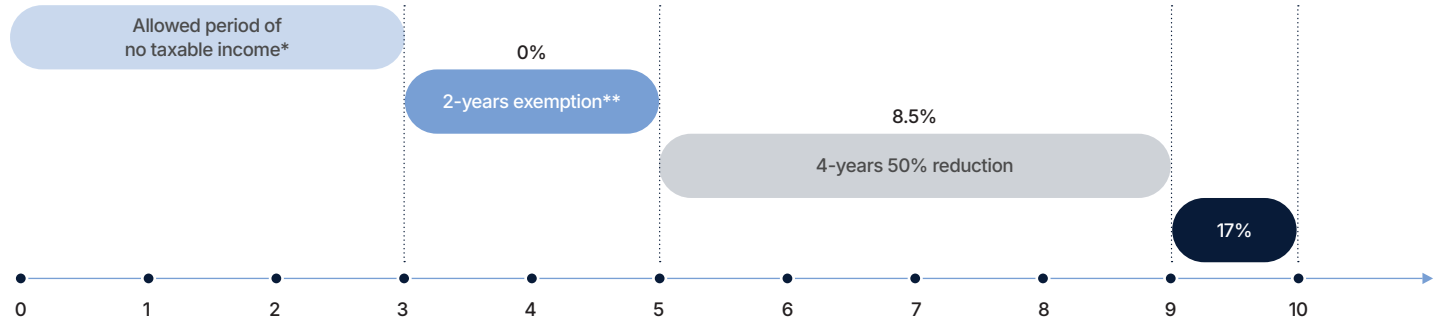 Allowed period of
no taxable income*
0%
2-years exemption**
8.5%
4-years 50% reduction
17%
0 1 2 3 4 5 6 7 8 9 10